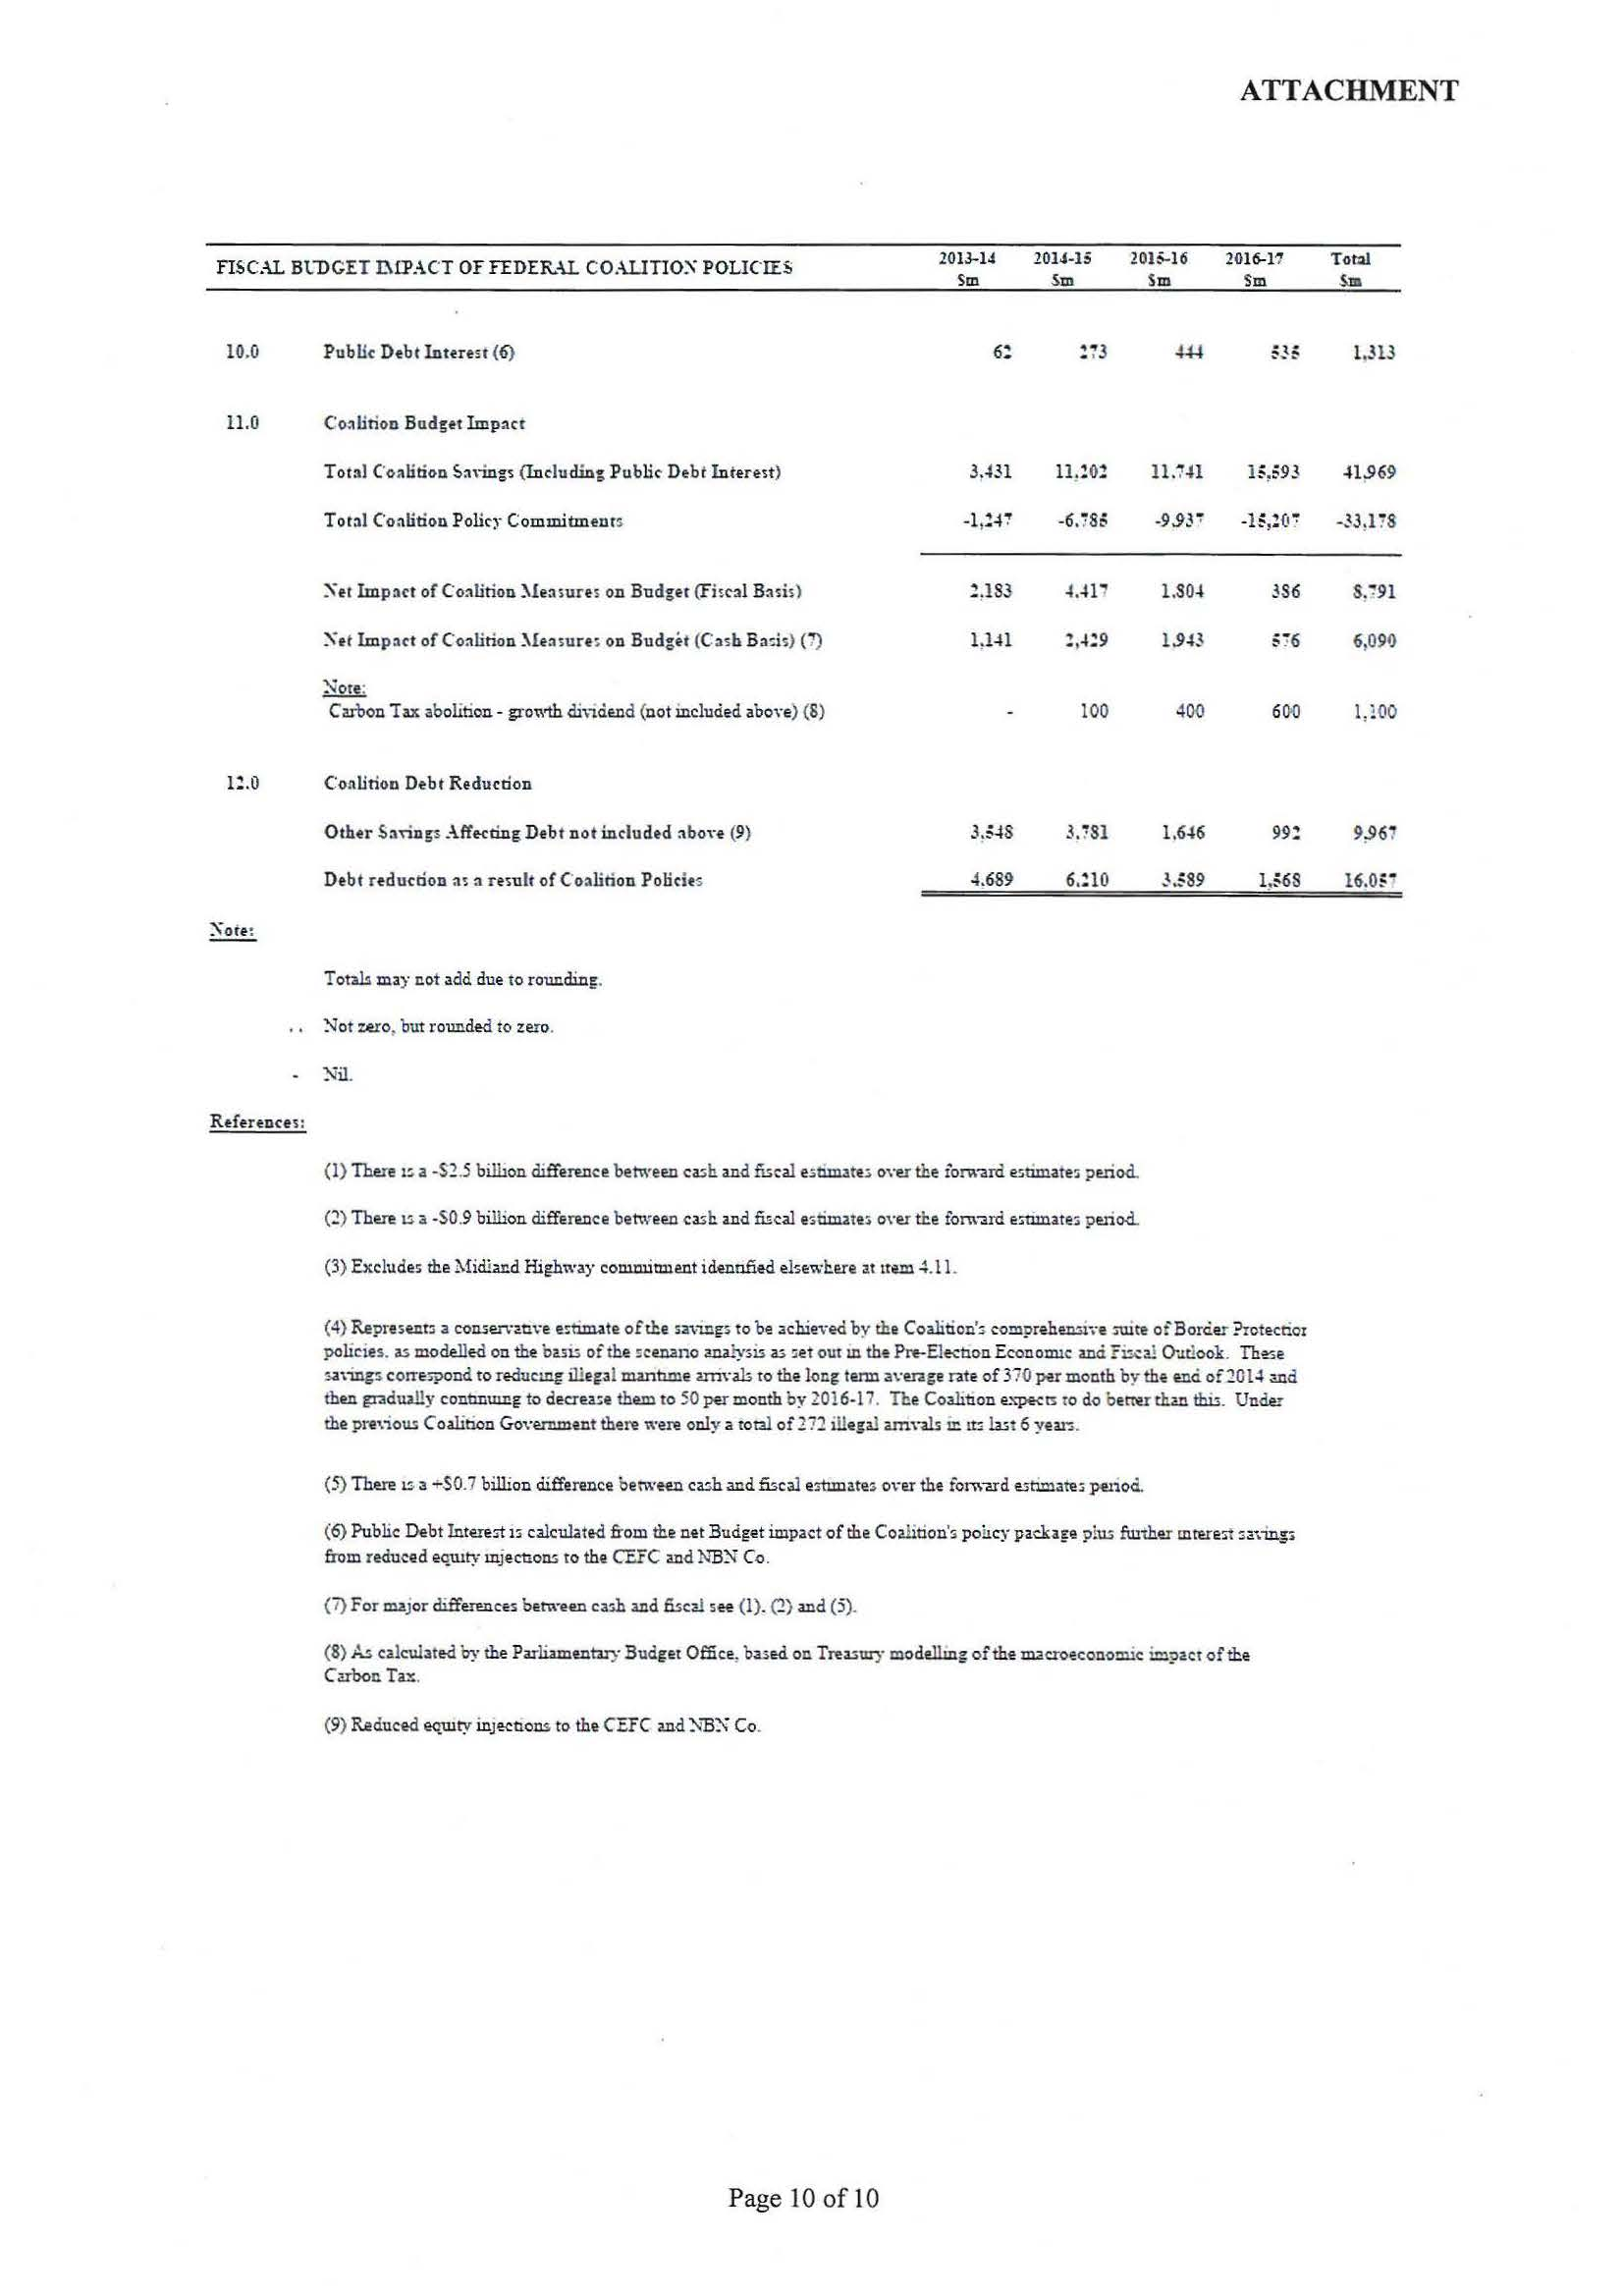 ATTACHMENT
FISCAL BUDGET IMPACT OF FEDERAL COALITION POLICIES 2013-14 2014-15 2015-16 2016-17 Total
$m $m $m $m $m
10.0 Public Debt Interest (6) 62 273 444 535 1,313
11.0 Coalition Budget Impact
Total Coalition Savings (Including Public Debt Interest) 3,431 11,202 11,741 15,593 41,969
Total Coalition Policy Commitments -1,247 -6,785 -9,937 -15,207 -33,178
Net Impact of Coalition Measures on Budget (Fiscal Basis) 2,183 4,417 1,804 386 8,791
Net Impact of Coalition Measures on Budget (Cash Basis) (7) 1,141 2,429 1,943 576 6,090
Note:
Carbon Tax abolition - growth dividend (not included above) (8) - 100 400 600 1,100
12.0 Coalition Debt Reduction
Other Savings Affecting Debt not included above (9) 3,548 3,781 1,646 992 9,967
Debt reduction as a result of Coalition Policies 4,689 6,210 3,589 1,568 16,057
Note:
Totals may not add due to rounding.
.. Not zero, but rounded to zero.
- Nil.
References:
(1) There is a -$2.5 billion difference between cash and fiscal estimates over the forward estimates period.
(2) There is a -$0.9 billion difference between cash and fiscal estimates over the forward estimates period.
(3) Excludes the Midland Highway commitment identified elsewhere at item 4.11.
(4) Represents a conservative estimate of the savings to be achieved by the Coalition's comprehensive suite of Border Protection
policies, as modelled on the basis of the scenario analysis as set out in the Pre-Election Economic and Fiscal Outlook. These
savings correspond to reducing illegal maritime arrivals to the long term average rate of 370 per month by the end of 2014 and
then gradually continuing to decrease them to 50 per month by 2016-17. The Coalition expects to do better than this. Under
the previous Coalition Government there were only a total of 272 illegal arrivals in its last 6 years.
(5) There is a +$0.7 billion difference between cash and fiscal estimates over the forward estimates period.
(6) Public Debt Interest is calculated from the net Budget impact of the Coalition's policy package plus further interest savings
from reduced equity injections to the CEFC and NBN Co.
(7) For major differences between cash and fiscal see (1), (2) and (5).
(8) As calculated by the Parliamentary Budget Office, based on Treasury modelling of the macroeconomic impact of the
Carbon Tax.
(9) Reduced equity injections to the CEFC and NBN Co.
Page 10 of 10